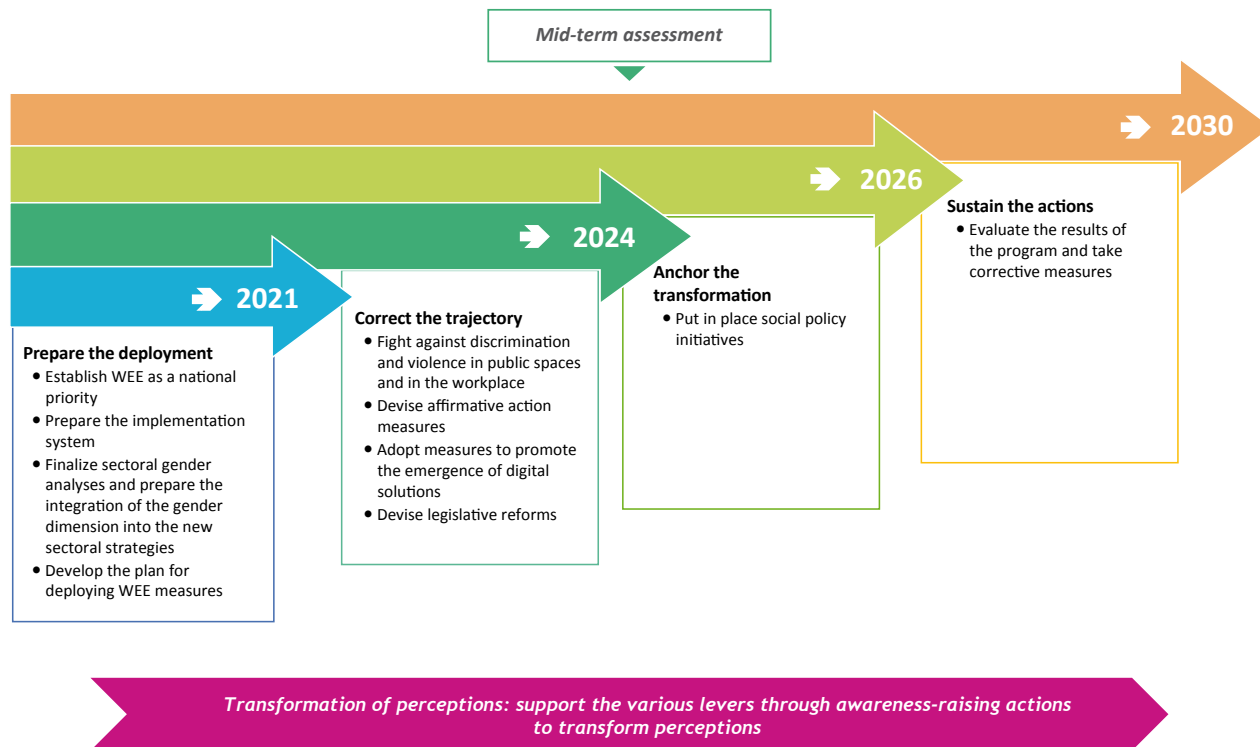 Mid-term assessment
2030
2026
2024
2021
Prepare the deployment
• Establish WEE as a national
priority
• Prepare the implementation
system
• Finalize sectoral gender
analyses and prepare the
integration of the gender
dimension into the new
sectoral strategies
• Develop the plan for
deploying WEE measures
Correct the trajectory
• Fight against discrimination
and violence in public spaces
and in the workplace
• Devise affirmative action
measures
• Adopt measures to promote
the emergence of digital
solutions
• Devise legislative reforms
Anchor the
transformation
• Put in place social policy
initiatives
Sustain the actions
• Evaluate the results of
the program and take
corrective measures
Transformation of perceptions: support the various levers through awareness-raising actions
to transform perceptions